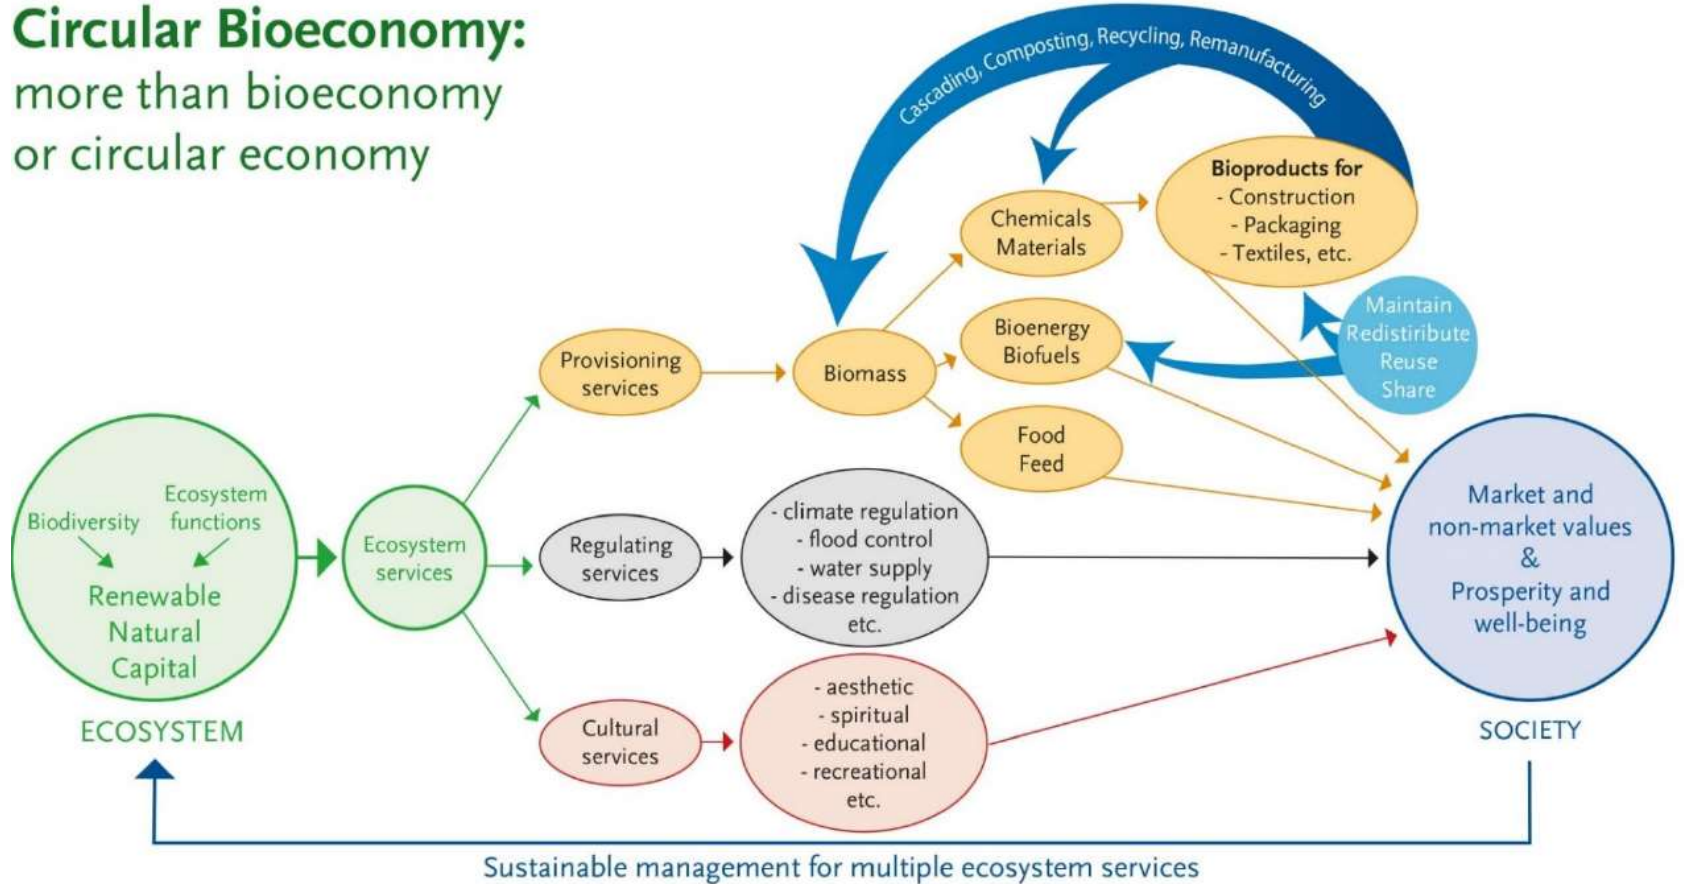 Circular Bioeconomy:
more than bioeconomy
or circular economy
Cascading, Composting, Recycling, Remanufacturing
Bioproducts for
- Construction
- Packaging
- Textiles, etc.
Chemicals
Materials
Maintain
Redistiribute
Reuse
Share
Bioenergy
Biofuels
Provisioning
services
Biomass
Food
Feed
Biodiversity
Ecosystem
functions
Renewable
Natural
Capital
ECOSYSTEM
Ecosystem
services
Regulating
services
- climate regulation
- flood control
- water supply
- disease regulation
etc.
Cultural
services
- aesthetic
- spiritual
- educational
- recreational
etc.
Market and
non-market values
&
Prosperity and
well-being
SOCIETY
Sustainable management for multiple ecosystem services